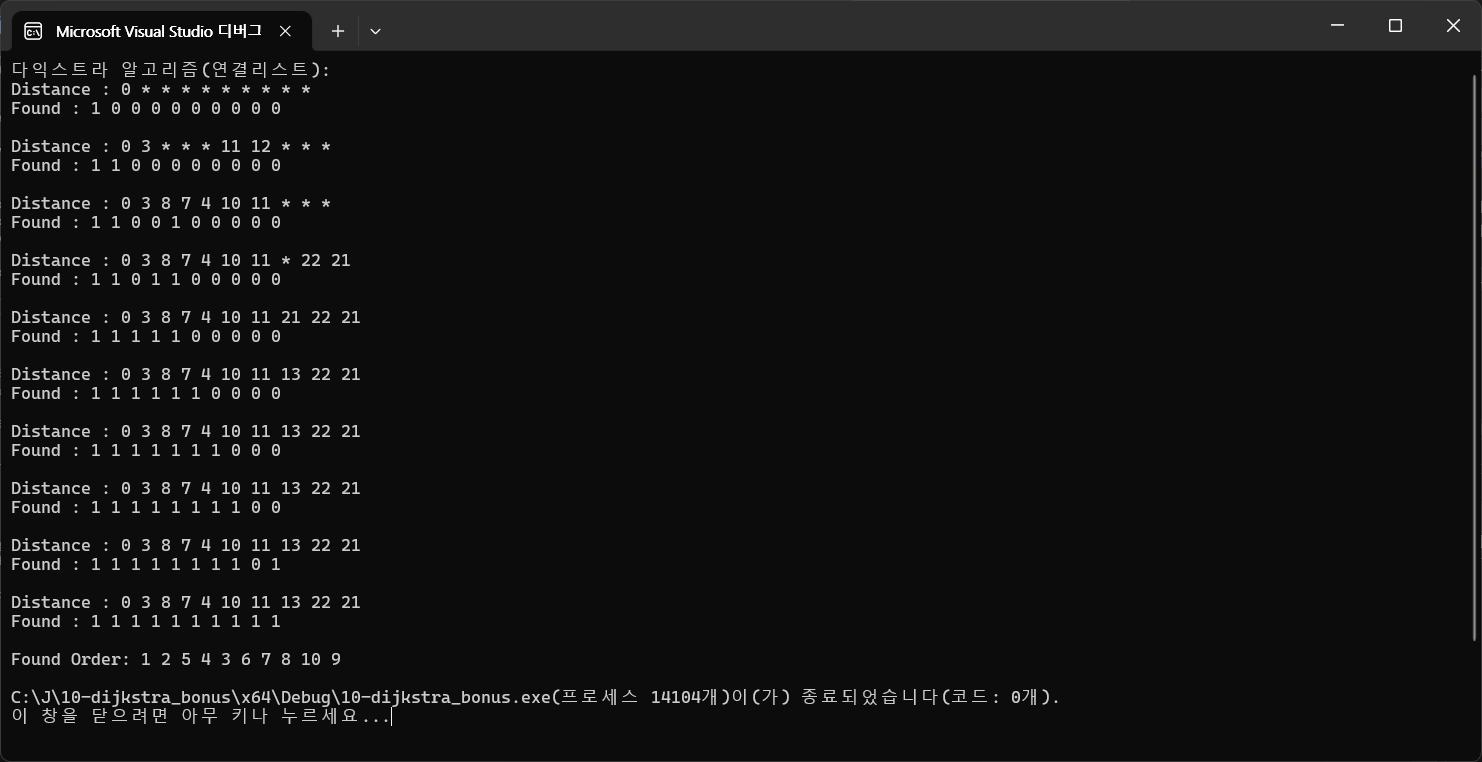 Microsoft Visual Studio 디버그
다익스트라 알고리즘(연결리스트):
Distance : 0 * * * * * * * * *
Found : 1 0 0 0 0 0 0 0 0 0
Distance : 0 3 * * * 11 12 * * *
Found : 1 1 0 0 0 0 0 0 0 0
Distance : 0 3 8 7 4 10 11 * * *
Found : 1 1 0 0 1 0 0 0 0 0
Distance : 0 3 8 7 4 10 11 * 22 21
Found : 1 1 0 1 1 0 0 0 0 0
Distance : 0 3 8 7 4 10 11 21 22 21
Found : 1 1 1 1 1 0 0 0 0 0
Distance : 0 3 8 7 4 10 11 13 22 21
Found : 1 1 1 1 1 1 0 0 0 0
Distance : 0 3 8 7 4 10 11 13 22 21
Found : 1 1 1 1 1 1 1 0 0 0
Distance : 0 3 8 7 4 10 11 13 22 21
Found : 1 1 1 1 1 1 1 1 0 0
Distance : 0 3 8 7 4 10 11 13 22 21
Found : 1 1 1 1 1 1 1 1 0 1
Distance : 0 3 8 7 4 10 11 13 22 21
Found : 1 1 1 1 1 1 1 1 1 1
Found Order: 1 2 5 4 3 6 7 8 10 9
C:\J\10-dijkstra_bonus\x64\Debug\10-dijkstra_bonus.exe(프로세스 14104개)이(가) 종료되었습니다(코드: 0개).
이 창을 닫으려면 아무 키나 누르세요...